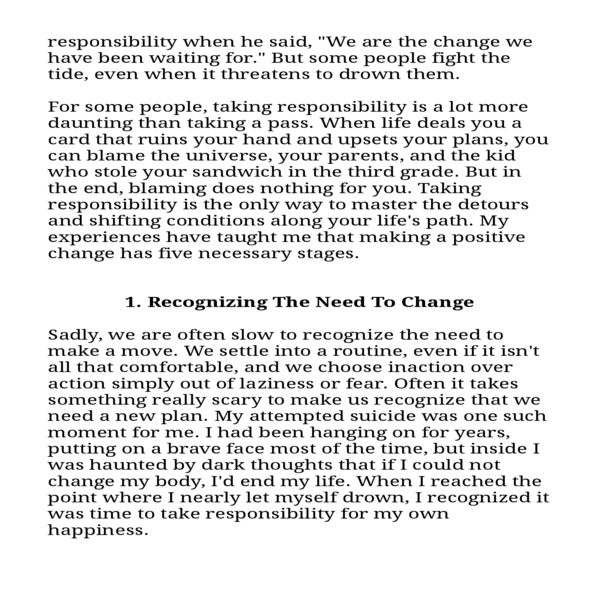 responsibility when he said, "We are the change we
have been waiting for." But some people fight the
tide, even when it threatens to drown them.
For some people, taking responsibility is a lot more
daunting than taking a pass. When life deals you a
card that ruins your hand and upsets your plans, you
can blame the universe, your parents, and the kid
who stole your sandwich in the third grade. But in
the end, blaming does nothing for you. Taking
responsibility is the only way to master the detours
and shifting conditions along your life's path. My
experiences have taught me that making a positive
change has five necessary stages.
1. Recognizing The Need To Change
Sadly, we are often slow to recognize the need to
make a move. We settle into a routine, even if it isn't
all that comfortable, and we choose inaction over
action simply out of laziness or fear. Often it takes
something really scary to make us recognize that we
need a new plan. My attempted suicide was one such
moment for me. I had been hanging on for years,
putting on a brave face most of the time, but inside I
was haunted by dark thoughts that if I could not
change my body, I'd end my life. When I reached the
point where I nearly let myself drown, I recognized it
was time to take responsibility for my own
happiness.